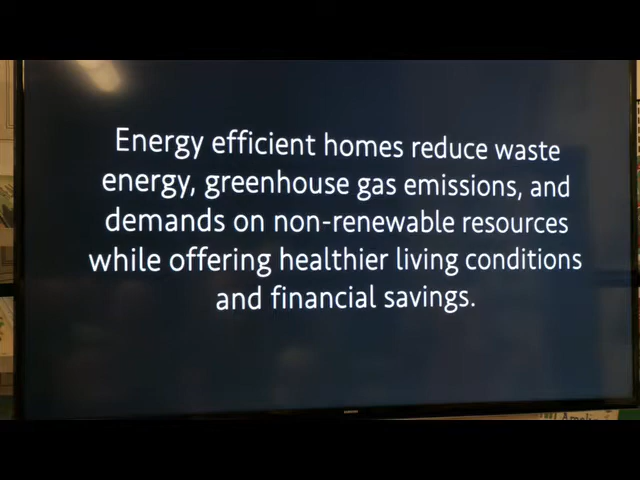 Energy efficient homes reduce waste
energy, greenhouse gas emissions, and
demands on non-renewable resources
while offering healthier living conditions
and financial savings.
SAMSUNG